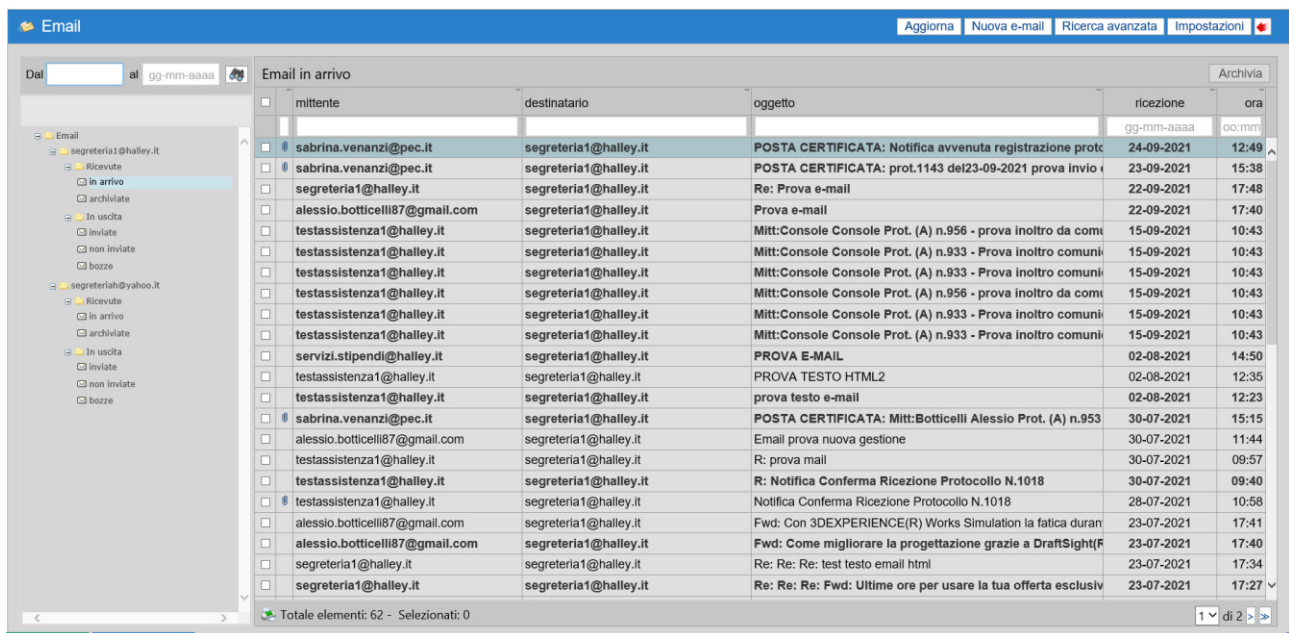 Email
Aggiorna Nuova e-mail Ricerca avanzata Impostazioni
Dal al gg-mm-aaaa
Email in arrivo Archivia
mittente destinatario oggetto ricezione ora
gg-mm-aaaa oo:mm
Email
segreteria1@halley.it
Ricevute
in arrivo
archiviate
In uscita
inviate
non inviate
bozze
segreteriah@yahoo.it
Ricevute
in arrivo
archiviate
In uscita
inviate
non inviate
bozze
sabrina.venanzi@pec.it segreteria1@halley.it POSTA CERTIFICATA: Notifica avvenuta registrazione proto 24-09-2021 12:49
sabrina.venanzi@pec.it segreteria1@halley.it POSTA CERTIFICATA: prot.1143 del23-09-2021 prova invio 23-09-2021 15:38
segreteria1@halley.it segreteria1@halley.it Re: Prova e-mail 22-09-2021 17:48
alessio.botticelli87@gmail.com segreteria1@halley.it Prova e-mail 22-09-2021 17:40
testassistenza1@halley.it segreteria1@halley.it Mitt:Console Console Prot. (A) n.956 - prova inoltro da comu 15-09-2021 10:43
testassistenza1@halley.it segreteria1@halley.it Mitt:Console Console Prot. (A) n.933 - Prova inoltro comuni 15-09-2021 10:43
testassistenza1@halley.it segreteria1@halley.it Mitt:Console Console Prot. (A) n.933 - Prova inoltro comuni 15-09-2021 10:43
testassistenza1@halley.it segreteria1@halley.it Mitt:Console Console Prot. (A) n.956 - prova inoltro da comu 15-09-2021 10:43
testassistenza1@halley.it segreteria1@halley.it Mitt:Console Console Prot. (A) n.933 - Prova inoltro comuni 15-09-2021 10:43
testassistenza1@halley.it segreteria1@halley.it Mitt:Console Console Prot. (A) n.933 - Prova inoltro comuni 15-09-2021 10:43
servizi.stipendi@halley.it segreteria1@halley.it PROVA E-MAIL 02-08-2021 14:50
testassistenza1@halley.it segreteria1@halley.it PROVA TESTO HTML2 02-08-2021 12:35
testassistenza1@halley.it segreteria1@halley.it prova testo e-mail 02-08-2021 12:23
sabrina.venanzi@pec.it segreteria1@halley.it POSTA CERTIFICATA: Mitt:Botticelli Alessio Prot. (A) n.953 30-07-2021 15:15
alessio.botticelli87@gmail.com segreteria1@halley.it Email prova nuova gestione 30-07-2021 11:44
testassistenza1@halley.it segreteria1@halley.it R: prova mail 30-07-2021 09:57
testassistenza1@halley.it segreteria1@halley.it R: Notifica Conferma Ricezione Protocollo N.1018 30-07-2021 09:40
testassistenza1@halley.it segreteria1@halley.it Notifica Conferma Ricezione Protocollo N.1018 28-07-2021 10:58
alessio.botticelli87@gmail.com segreteria1@halley.it Fwd: Con 3DEXPERIENCE(R) Works Simulation la fatica duran 23-07-2021 17:41
alessio.botticelli87@gmail.com segreteria1@halley.it Fwd: Come migliorare la progettazione grazie a DraftSight(R 23-07-2021 17:40
segreteria1@halley.it segreteria1@halley.it Re: Re: Re: test testo email html 23-07-2021 17:34
segreteria1@halley.it segreteria1@halley.it Re: Re: Re: Fwd: Ultime ore per usare la tua offerta esclusiv 23-07-2021 17:27
Totale elementi: 62 - Selezionati: 0 1 di 2 > ≫